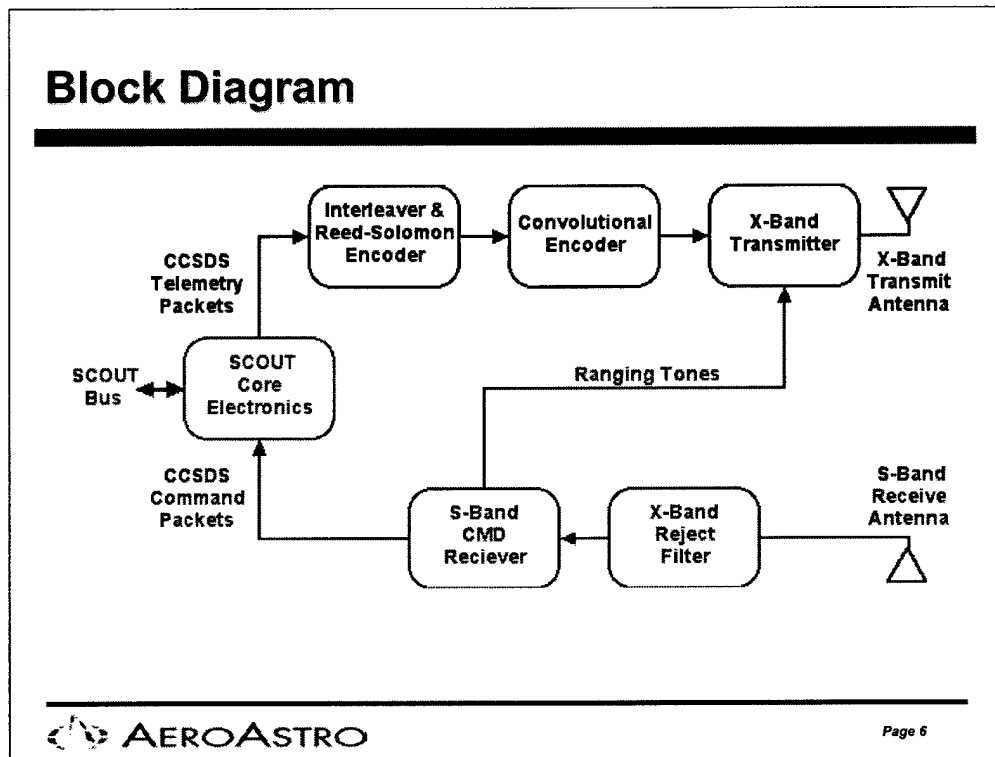 Block Diagram
Interleaver &
Reed-Solomon
Encoder
Convolutional
Encoder
X-Band
Transmitter
X-Band
Transmit
Antenna
CCSDS
Telemetry
Packets
SCOUT
Bus
SCOUT
Core
Electronics
Ranging Tones
CCSDS
Command
Packets
S-Band
CMD
Reciever
X-Band
Reject
Filter
S-Band
Receive
Antenna
AEROASTRO
Page 6